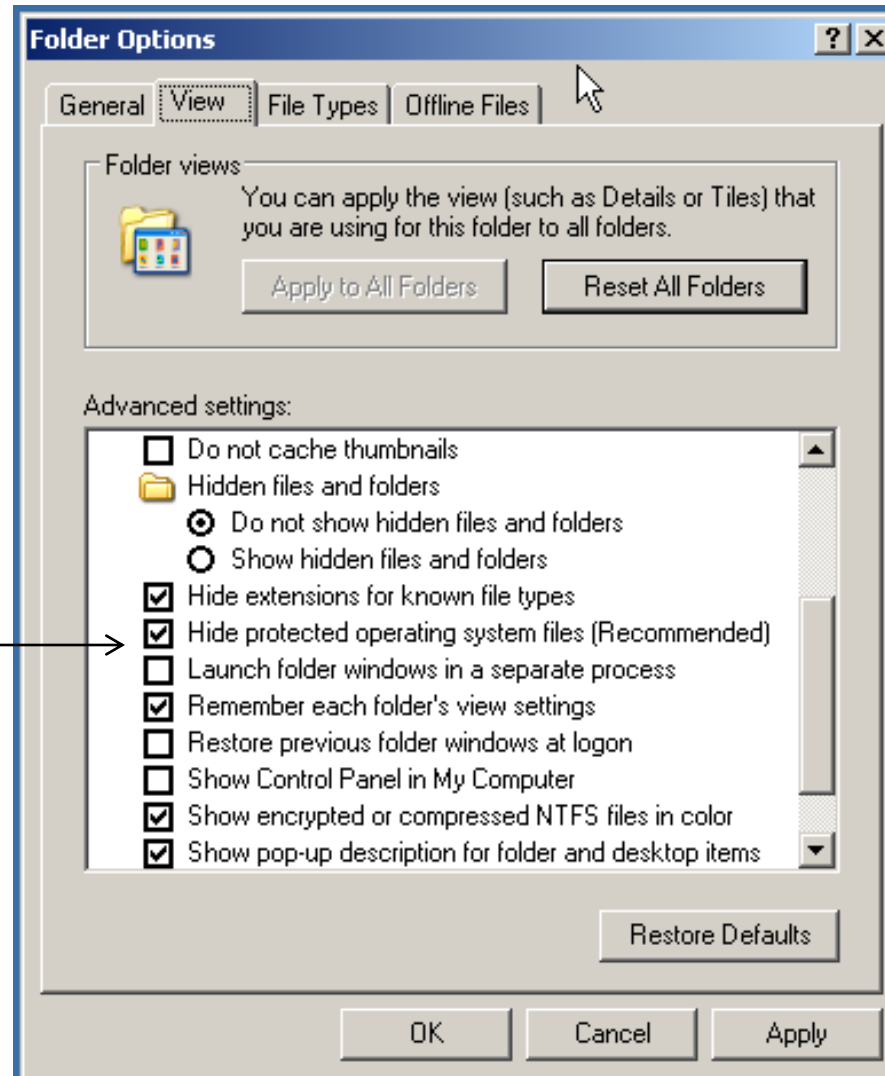 Folder Options
General View File Types Offline Files
Folder views
You can apply the view (such as Details or Tiles) that
you are using for this folder to all folders.
Apply to All Folders Reset All Folders
Advanced settings:
Do not cache thumbnails
Hidden files and folders
Do not show hidden files and folders
Show hidden files and folders
Hide extensions for known file types
Hide protected operating system files (Recommended)
Launch folder windows in a separate process
Remember each folder's view settings
Restore previous folder windows at logon
Show Control Panel in My Computer
Show encrypted or compressed NTFS files in color
Show pop-up description for folder and desktop items
Restore Defaults
OK Cancel Apply